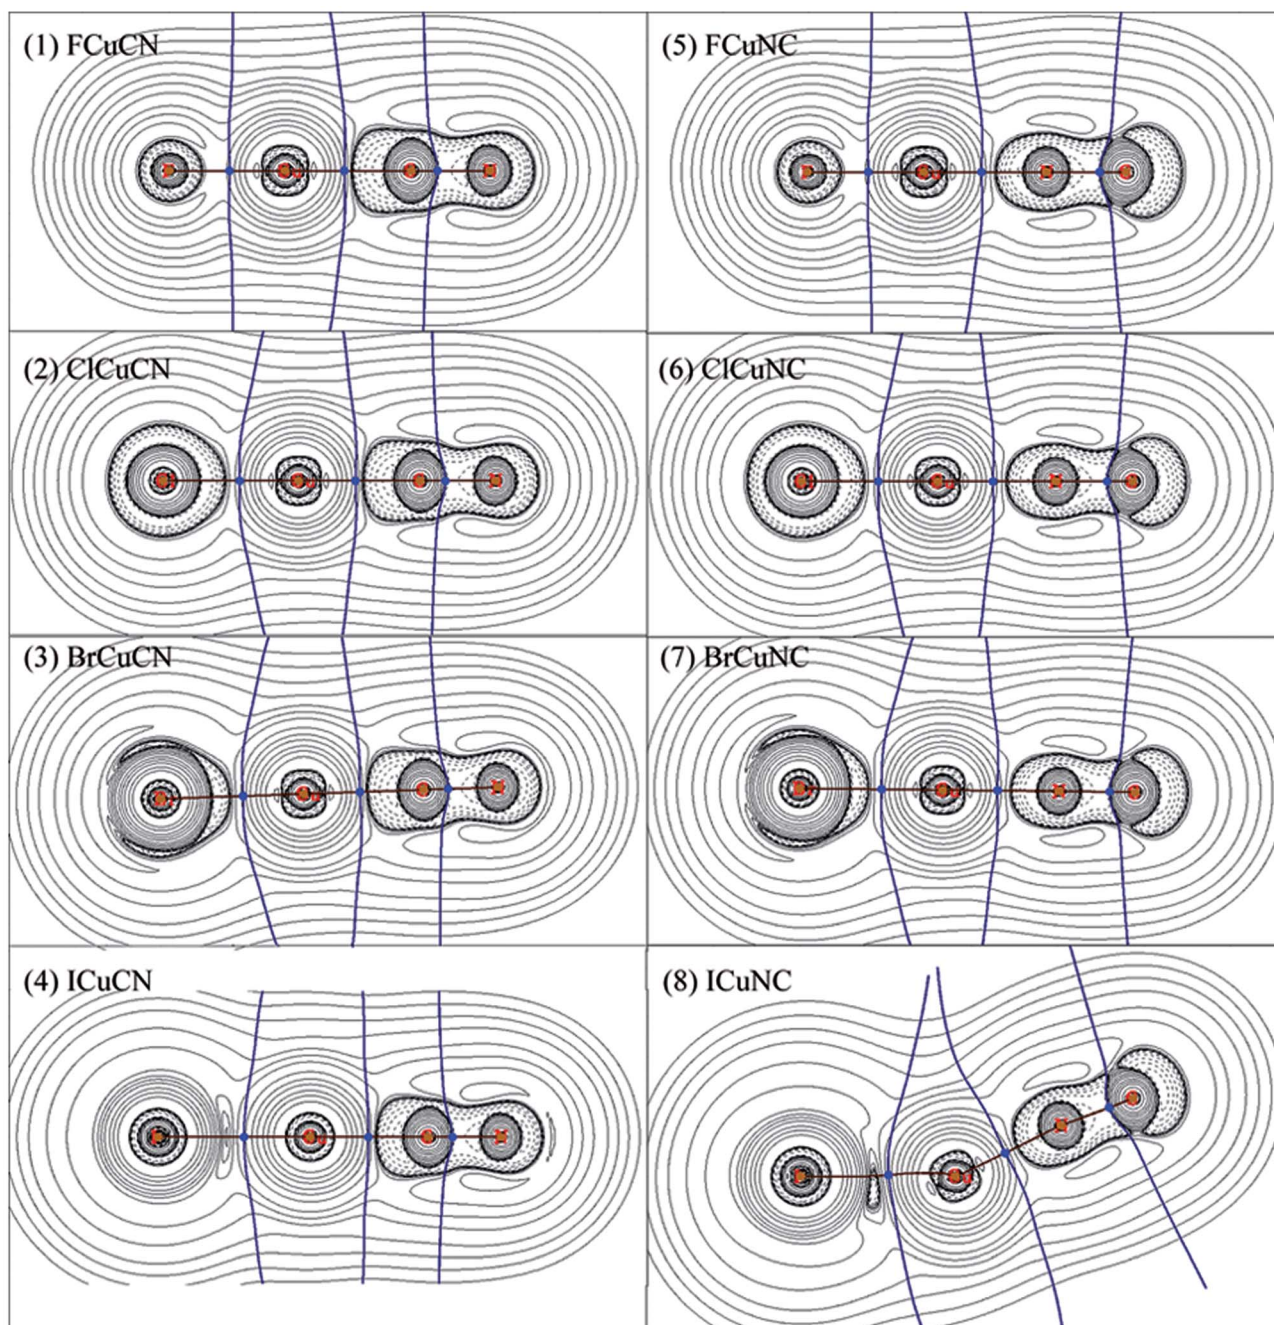 (1) FCuCN
(5) FCuNC
(2) ClCuCN
(6) ClCuNC
(3) BrCuCN
(7) BrCuNC
(4) ICuCN
(8) ICuNC